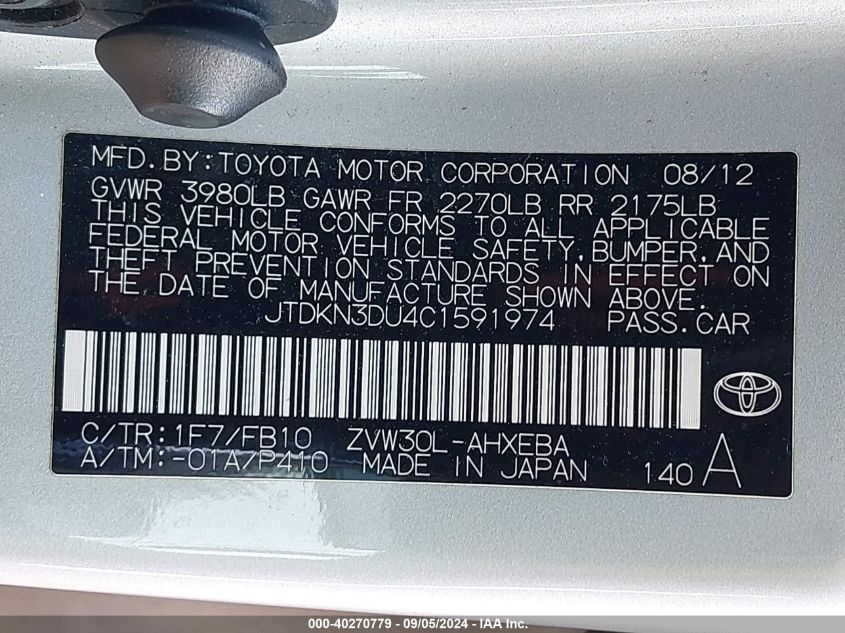 MFD.BY:TOYOTA MOTOR CORPORATION 08/12
GVWR 3980LB GAWR FR 2270LB RR 2175LB
THIS VEHICLE CONFORMS TO ALL APPLICABLE
FEDERAL MOTOR VEHICLE SAFETY,BUMPER,AND
THEFT PREVENTION STANDARDS IN EFFECT ON
THE DATE OF MANUFACTURE SHOWN ABOVE.
JTDKN3DU4C1591974 PASS.CAR
C/TR:1F7/FB10 ZVW30L-AHXEBA
A/TM:-01A/P410 MADE IN JAPAN 140 A
000-40270779 - 09/05/2024 - IAA Inc.